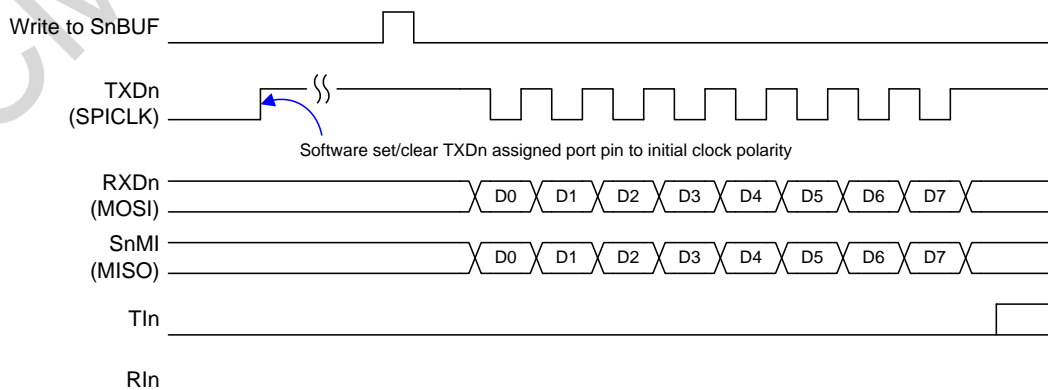 Write to SnBUF
TXDn
(SPICLK)
Software set/clear TXDn assigned port pin to initial clock polarity
RXDn
(MOSI)
D0 D1 D2 D3 D4 D5 D6 D7
SnMI
(MISO)
D0 D1 D2 D3 D4 D5 D6 D7
TIn
RIn